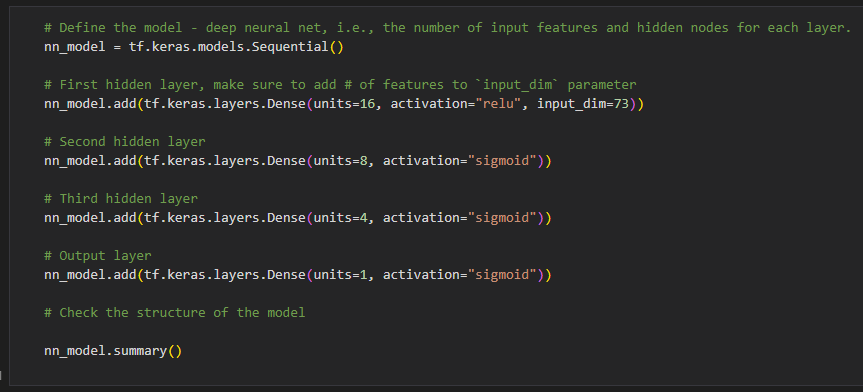 # Define the model - deep neural net, i.e., the number of input features and hidden nodes for each layer.
nn_model = tf.keras.models.Sequential()
# First hidden layer, make sure to add # of features to `input_dim` parameter
nn_model.add(tf.keras.layers.Dense(units=16, activation="relu", input_dim=73))
# Second hidden layer
nn_model.add(tf.keras.layers.Dense(units=8, activation="sigmoid"))
# Third hidden layer
nn_model.add(tf.keras.layers.Dense(units=4, activation="sigmoid"))
# Output layer
nn_model.add(tf.keras.layers.Dense(units=1, activation="sigmoid"))
# Check the structure of the model
nn_model.summary()